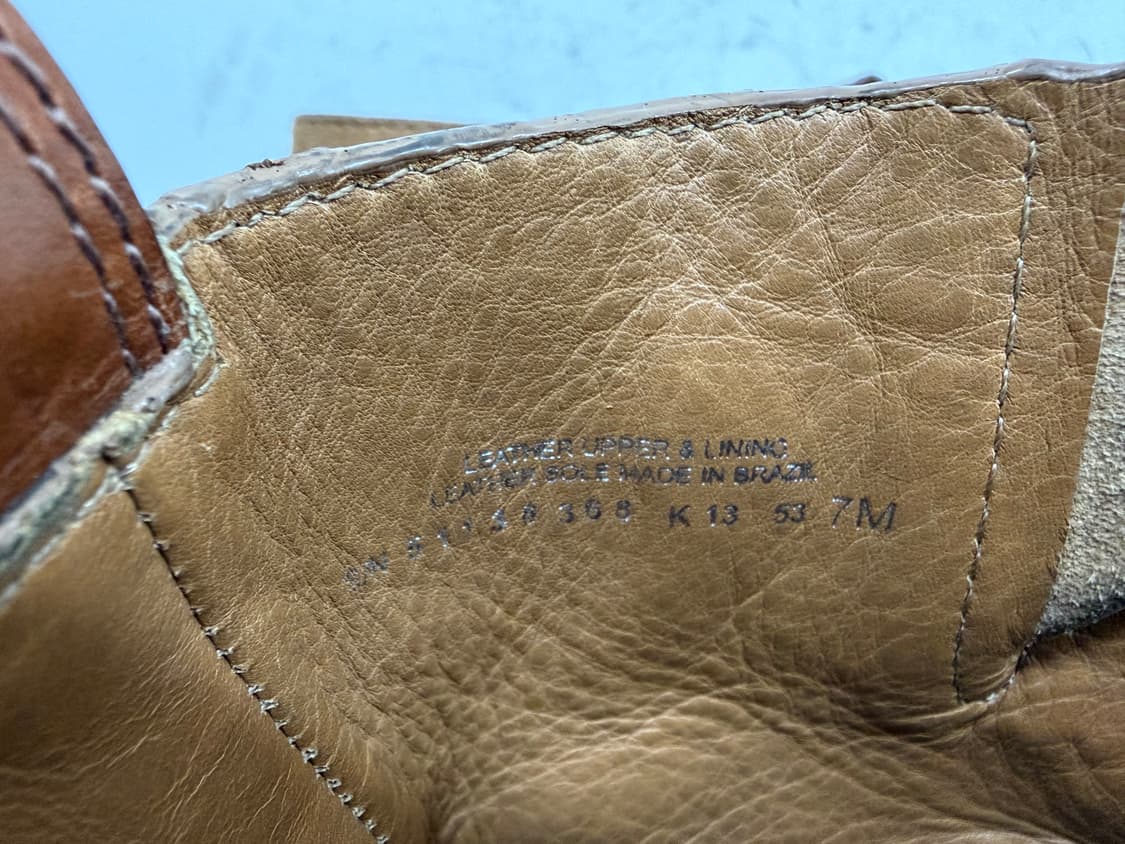 LEATHER UPPER & LINING
LEATHER SOLE MADE IN BRAZIL
368 K 13 53 7M